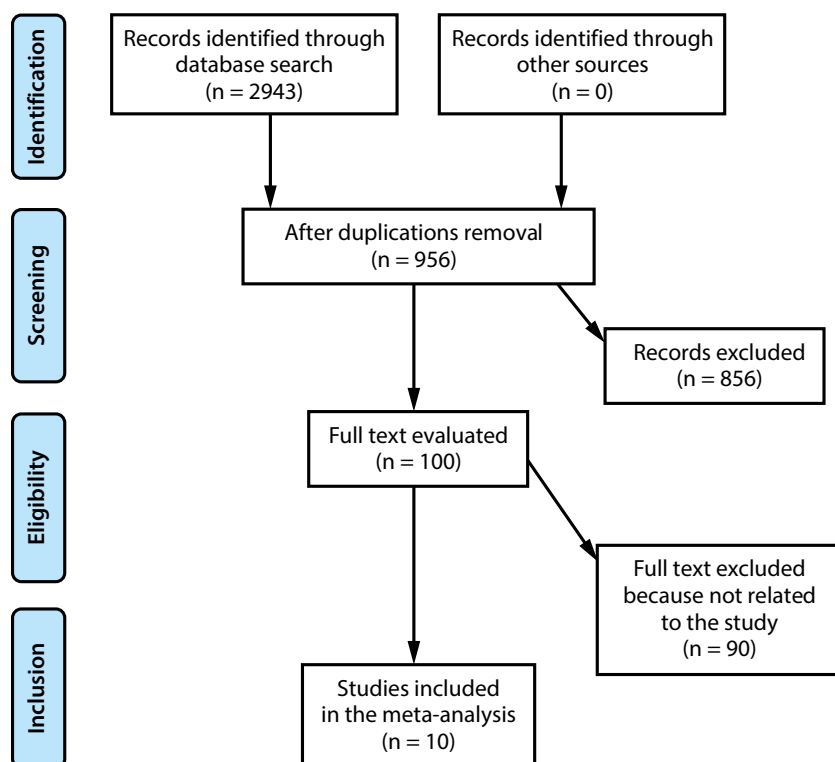 Identification
Records identified through
database search
(n = 2943)
Records identified through
other sources
(n = 0)
Screening
After duplications removal
(n = 956)
Records excluded
(n = 856)
Eligibility
Full text evaluated
(n = 100)
Full text excluded
because not related
to the study
(n = 90)
Inclusion
Studies included
in the meta-analysis
(n = 10)